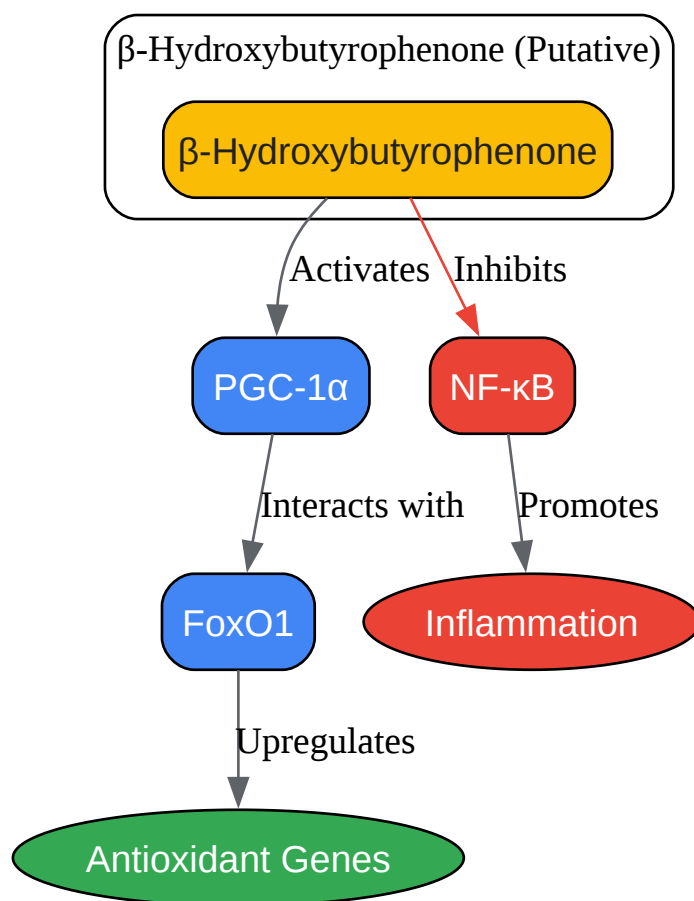 β-Hydroxybutyrophenone (Putative)
β-Hydroxybutyrophenone
Activates
Inhibits
PGC-1α
NF-κB
Interacts with
Promotes
FoxO1
Inflammation
Upregulates
Antioxidant Genes